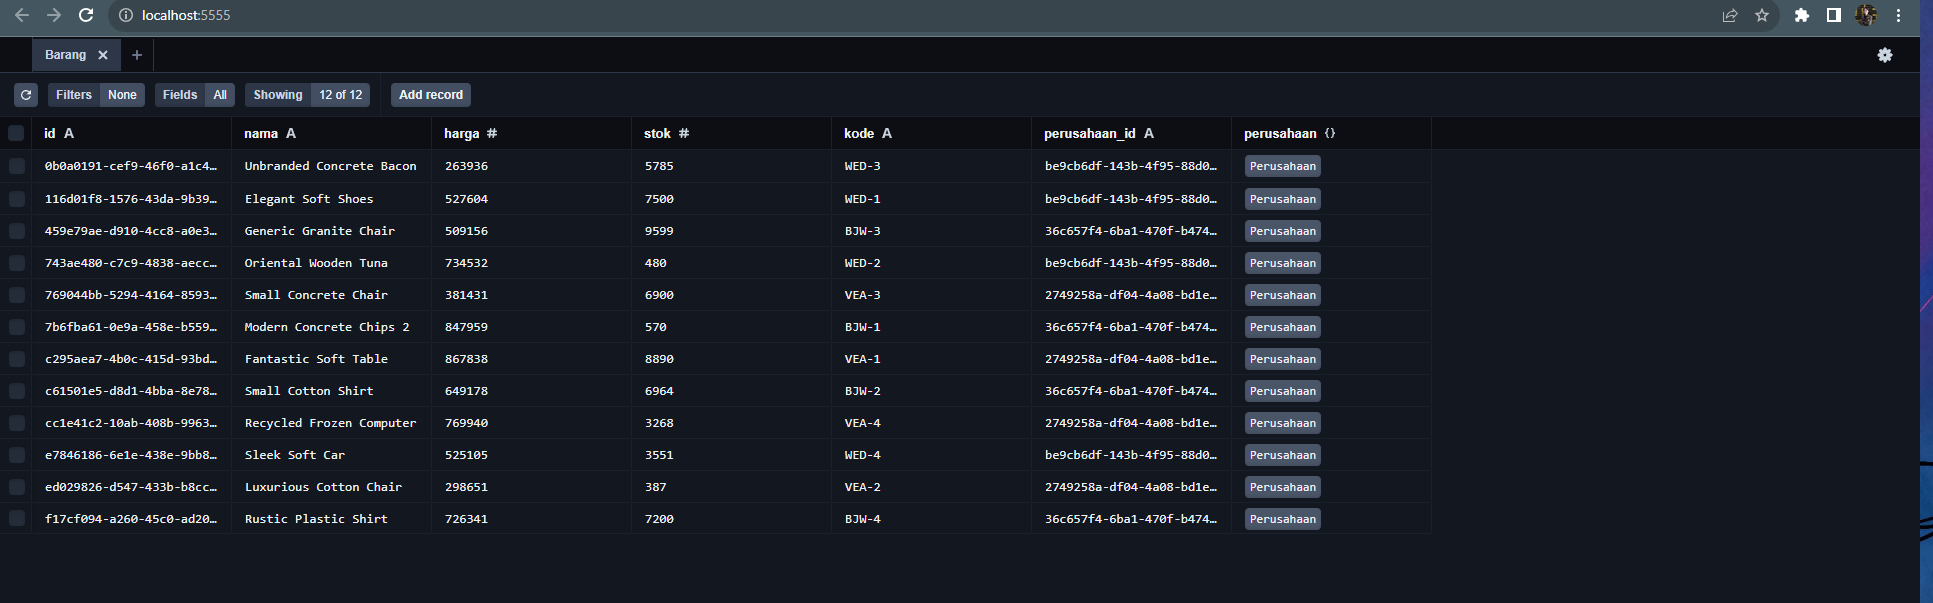 localhost:5555
Barang
Filters None Fields All Showing 12 of 12 Add record
id A nama A harga # stok # kode A perusahaan_id A perusahaan {}
0b0a0191-cef9-46f0-a1c4… Unbranded Concrete Bacon 263936 5785 WED-3 be9cb6df-143b-4f95-88d0… Perusahaan
116d01f8-1576-43da-9b39… Elegant Soft Shoes 527604 7500 WED-1 be9cb6df-143b-4f95-88d0… Perusahaan
459e79ae-d910-4cc8-a0e3… Generic Granite Chair 509156 9599 BJW-3 36c657f4-6ba1-470f-b474… Perusahaan
743ae480-c7c9-4838-aecc… Oriental Wooden Tuna 734532 480 WED-2 be9cb6df-143b-4f95-88d0… Perusahaan
769044bb-5294-4164-8593… Small Concrete Chair 381431 6900 VEA-3 2749258a-df04-4a08-bd1e… Perusahaan
7b6fba61-0e9a-458e-b559… Modern Concrete Chips 2 847959 570 BJW-1 36c657f4-6ba1-470f-b474… Perusahaan
c295aea7-4b0c-415d-93bd… Fantastic Soft Table 867838 8890 VEA-1 2749258a-df04-4a08-bd1e… Perusahaan
c61501e5-d8d1-4bba-8e78… Small Cotton Shirt 649178 6964 BJW-2 36c657f4-6ba1-470f-b474… Perusahaan
cc1e41c2-10ab-408b-9963… Recycled Frozen Computer 769940 3268 VEA-4 2749258a-df04-4a08-bd1e… Perusahaan
e7846186-6e1e-438e-9bb8… Sleek Soft Car 525105 3551 WED-4 be9cb6df-143b-4f95-88d0… Perusahaan
ed029826-d547-433b-b8cc… Luxurious Cotton Chair 298651 387 VEA-2 2749258a-df04-4a08-bd1e… Perusahaan
f17cf094-a260-45c0-ad20… Rustic Plastic Shirt 726341 7200 BJW-4 36c657f4-6ba1-470f-b474… Perusahaan